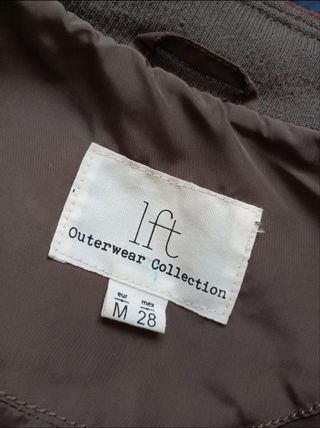 lft
Outerwear Collection
eur mex
M 28